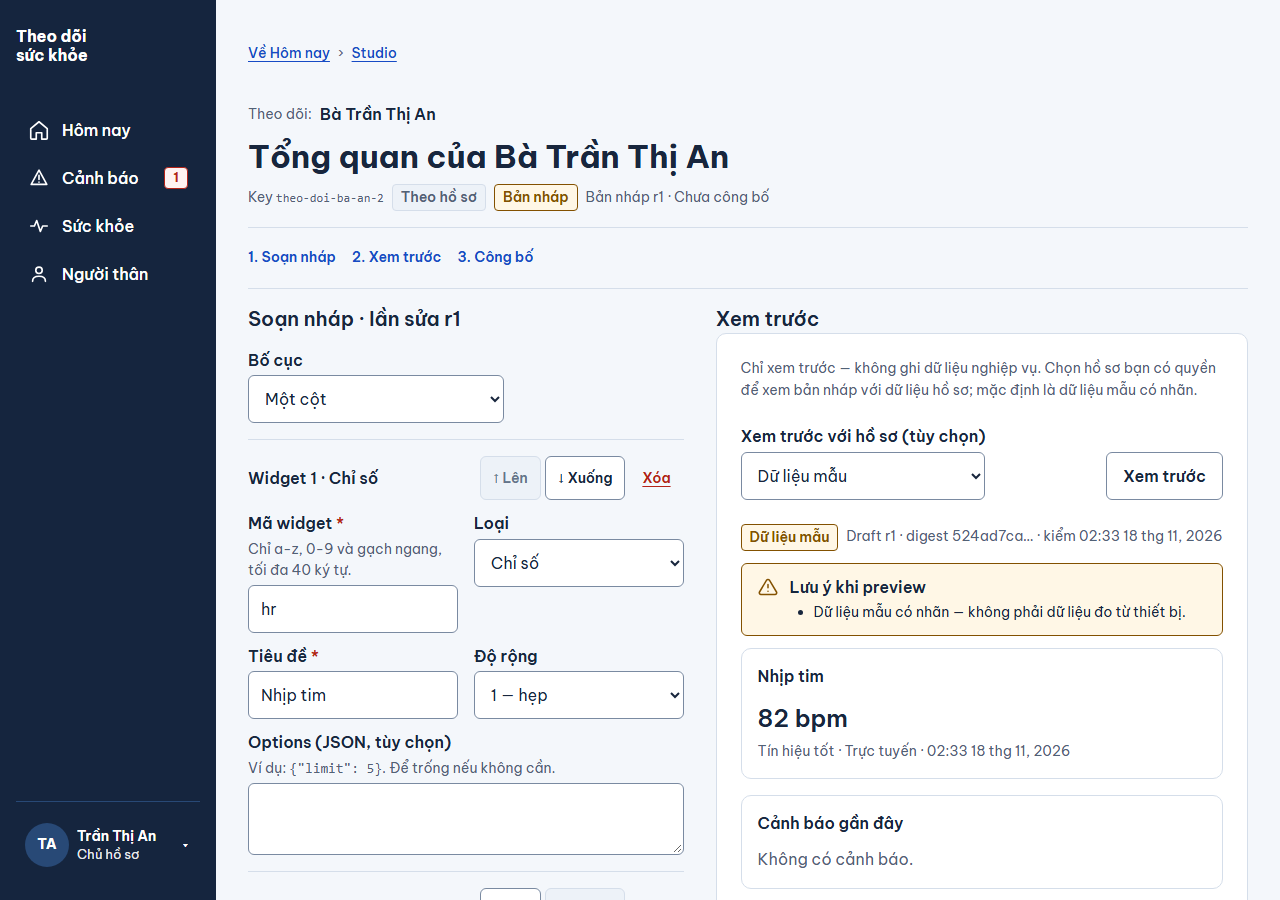 Theo dõi
sức khỏe
Hôm nay
Cảnh báo 1
Sức khỏe
Người thân
TA
Trần Thị An
Chủ hồ sơ
Về Hôm nay › Studio
Theo dõi: Bà Trần Thị An
Tổng quan của Bà Trần Thị An
Key theo-doi-ba-an-2 Theo hồ sơ Bản nháp Bản nháp r1 · Chưa công bố
1. Soạn nháp 2. Xem trước 3. Công bố
Soạn nháp · lần sửa r1
Bố cục
Một cột
Widget 1 · Chỉ số ↑ Lên ↓ Xuống Xóa
Mã widget *
Chỉ a-z, 0-9 và gạch ngang,
tối đa 40 ký tự.
hr
Loại
Chỉ số
Tiêu đề *
Nhịp tim
Độ rộng
1 — hẹp
Options (JSON, tùy chọn)
Ví dụ: {"limit": 5}. Để trống nếu không cần.
Xem trước
Chỉ xem trước — không ghi dữ liệu nghiệp vụ. Chọn hồ sơ bạn có quyền
để xem bản nháp với dữ liệu hồ sơ; mặc định là dữ liệu mẫu có nhãn.
Xem trước với hồ sơ (tùy chọn)
Dữ liệu mẫu Xem trước
Dữ liệu mẫu Draft r1 · digest 524ad7ca… · kiểm 02:33 18 thg 11, 2026
Lưu ý khi preview
• Dữ liệu mẫu có nhãn — không phải dữ liệu đo từ thiết bị.
Nhịp tim
82 bpm
Tín hiệu tốt · Trực tuyến · 02:33 18 thg 11, 2026
Cảnh báo gần đây
Không có cảnh báo.